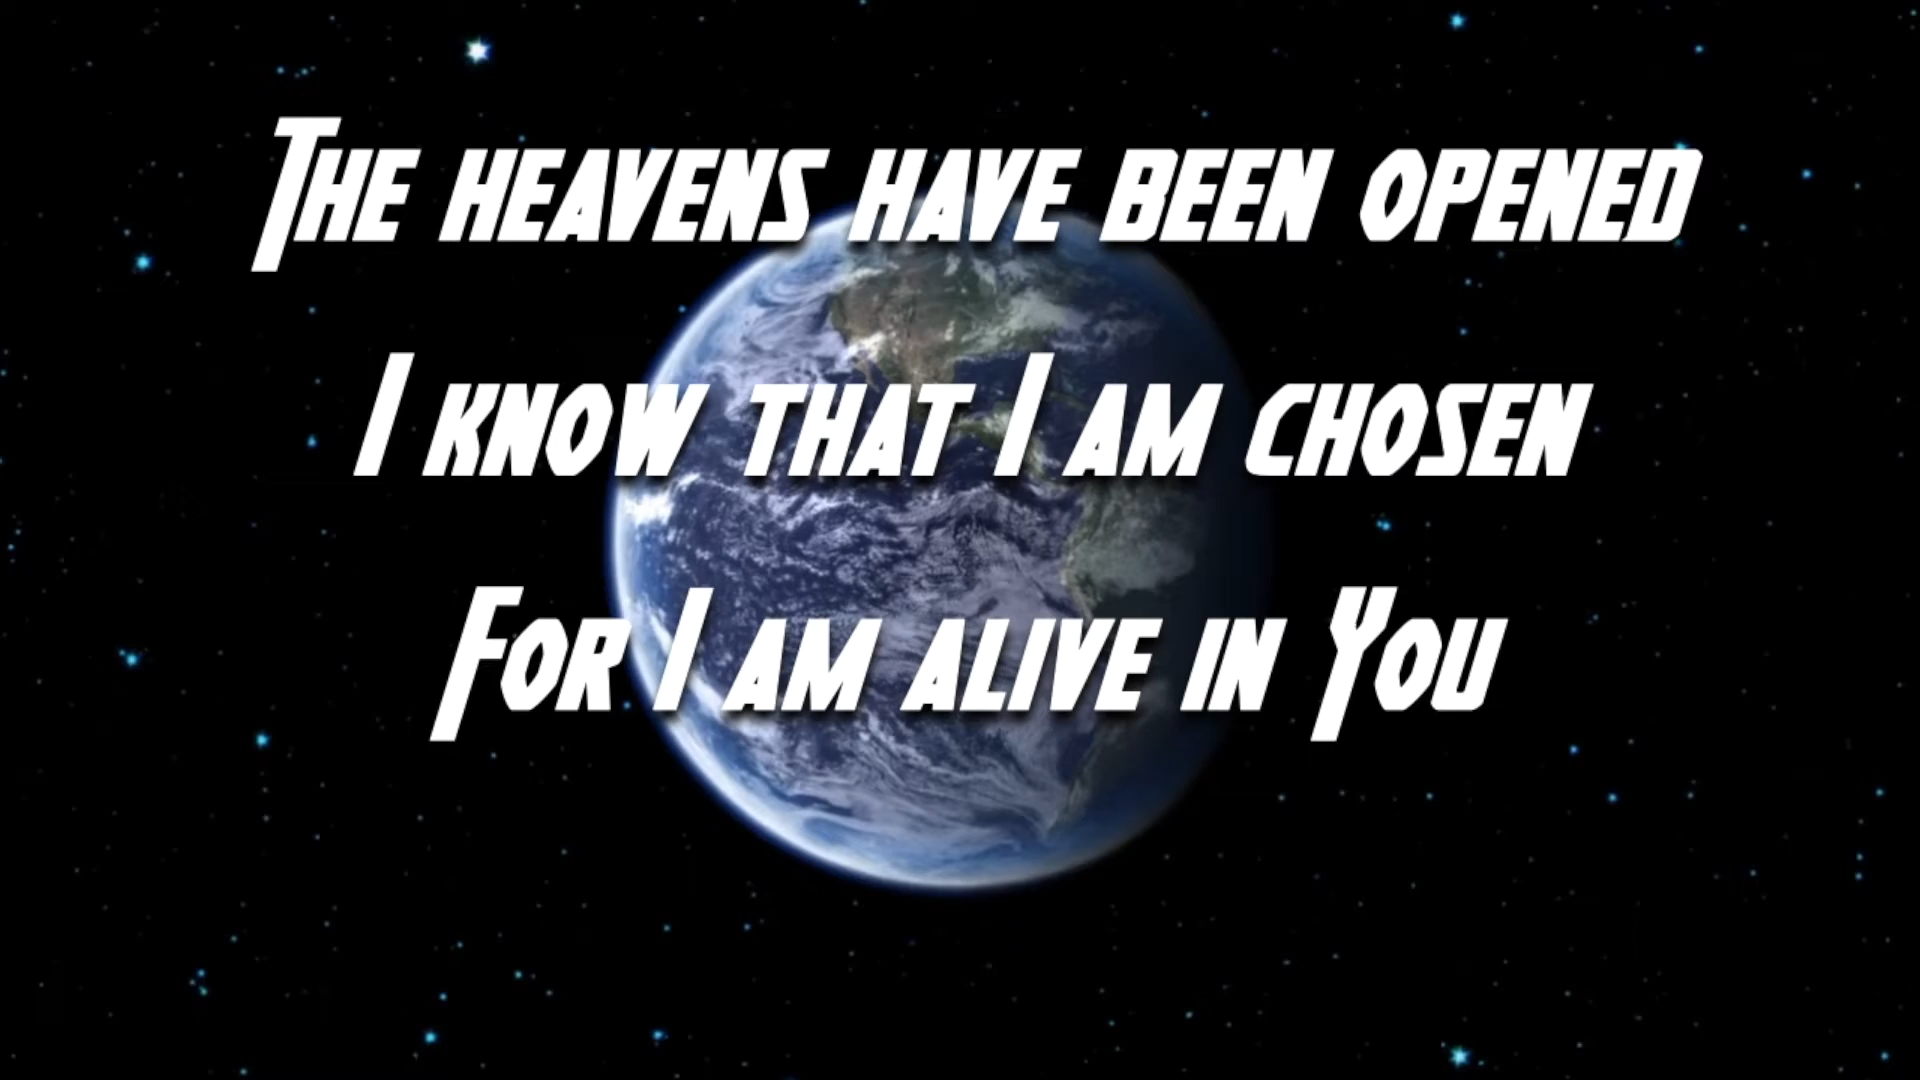 The heavens have been opened
I know that I am chosen
For I am alive in You